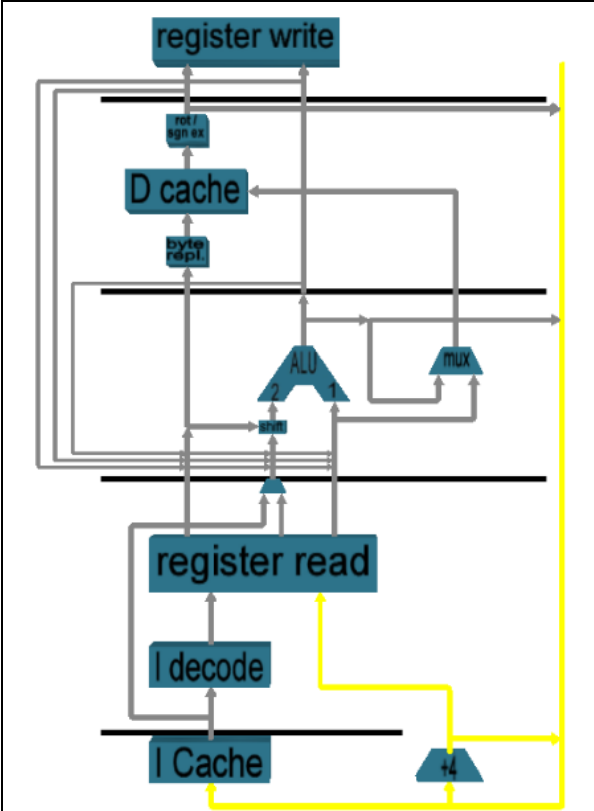 register write
rot /
sgn ex
D cache
byte
repl.
ALU
mux
2
1
shift
register read
I decode
I Cache
+4